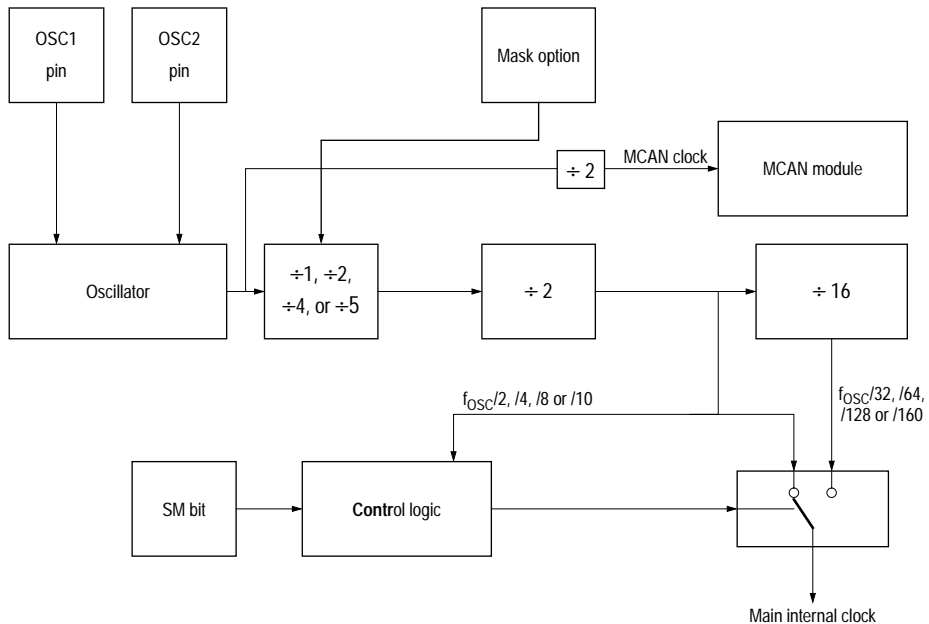 OSC1
pin
OSC2
pin
Mask option
÷ 2
MCAN clock
MCAN module
Oscillator
÷1, ÷2,
÷4, or ÷5
÷ 2
÷ 16
fOSC/2, /4, /8 or /10
fOSC/32, /64,
/128 or /160
SM bit
Control logic
Main internal clock